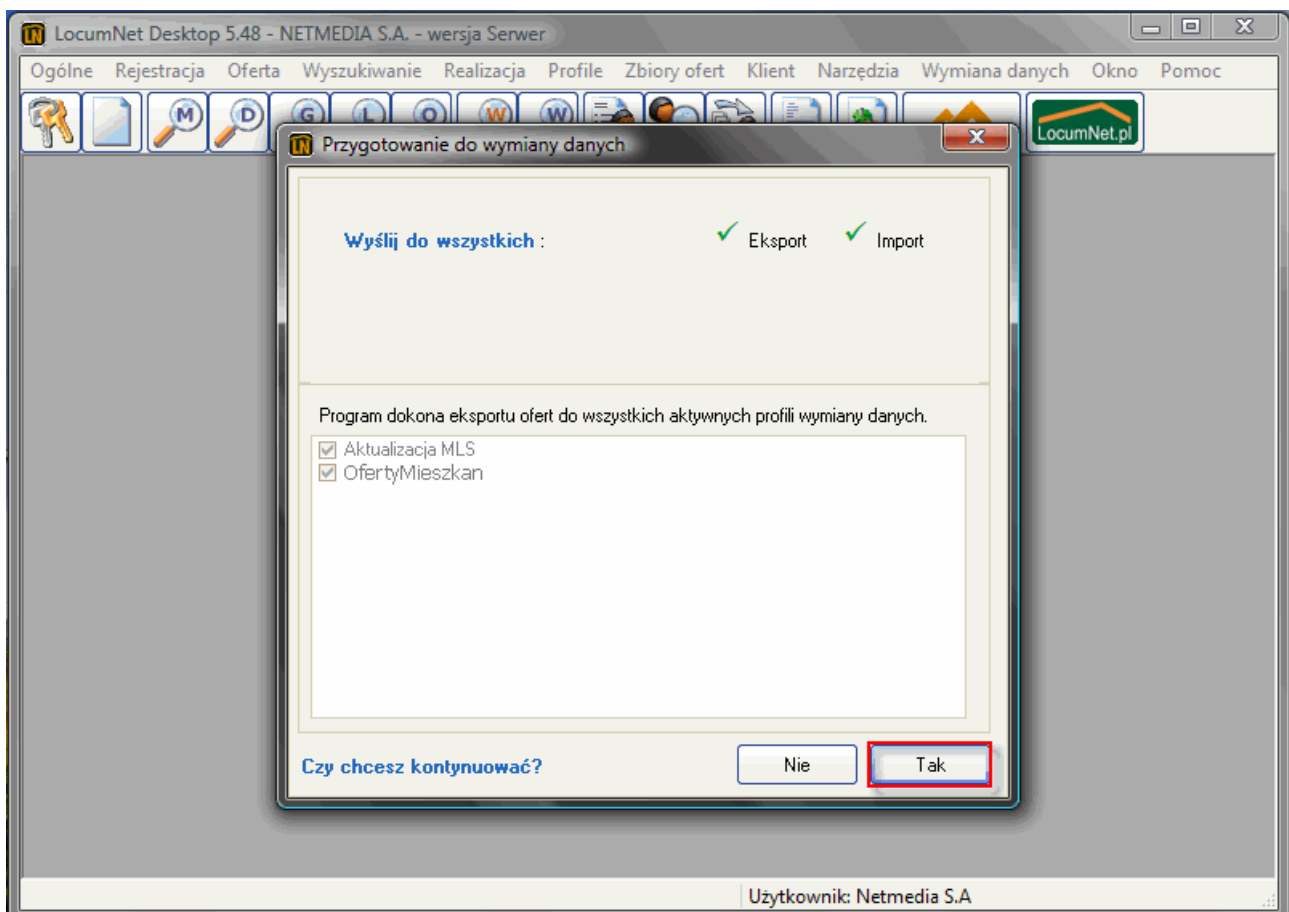 LocumNet Desktop 5.48 - NETMEDIA S.A. - wersja Serwer
Ogólne Rejestracja Oferta Wyszukiwanie Realizacja Profile Zbiory ofert Klient Narzędzia Wymiana danych Okno Pomoc
M D G L O W W LocumNet.pl
Przygotowanie do wymiany danych
Wyślij do wszystkich : Eksport Import
Program dokona eksportu ofert do wszystkich aktywnych profili wymiany danych.
Aktualizacja MLS
OfertyMieszkan
Czy chcesz kontynuować? Nie Tak
Użytkownik: Netmedia S.A